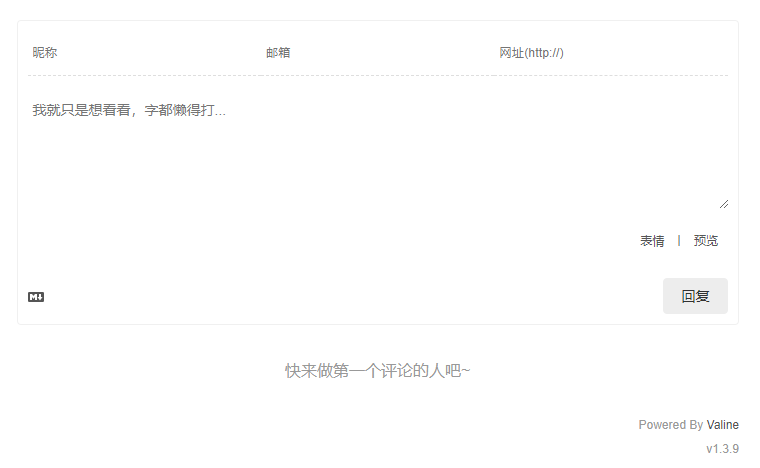 昵称 邮箱 网址(http://)
我就只是想看看，字都懒得打...
表情 | 预览
M↓ 回复
快来做第一个评论的人吧~
Powered By Valine
v1.3.9